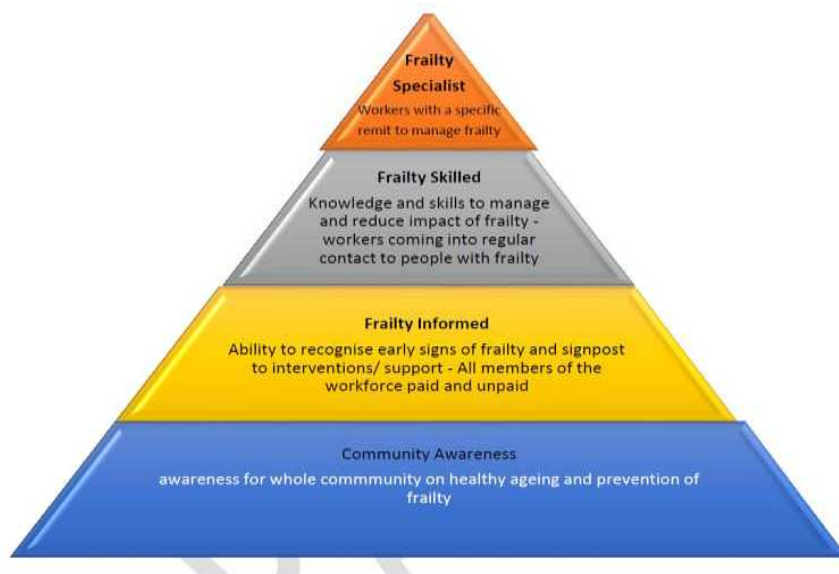 Frailty
Specialist
Workers with a specific
remit to manage frailty
Frailty Skilled
Knowledge and skills to manage
and reduce impact of frailty -
workers coming into regular
contact to people with frailty
Frailty Informed
Ability to recognise early signs of frailty and signpost
to interventions/ support - All members of the
workforce paid and unpaid
Community Awareness
awareness for whole commmunity on healthy ageing and prevention of
frailty